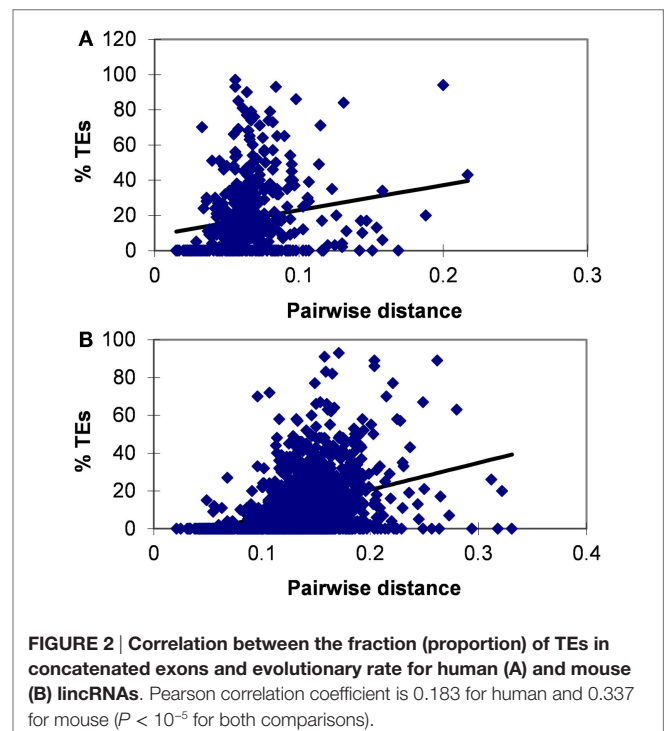 A
120
100
80
60
40
20
0
% TEs
0 0.1 0.2 0.3
Pairwise distance
B
100
80
60
40
20
0
% TEs
0 0.1 0.2 0.3 0.4
Pairwise distance
FIGURE 2 | Correlation between the fraction (proportion) of TEs in
concatenated exons and evolutionary rate for human (A) and mouse
(B) lincRNAs. Pearson correlation coefficient is 0.183 for human and 0.337
for mouse (P < 10⁻⁵ for both comparisons).